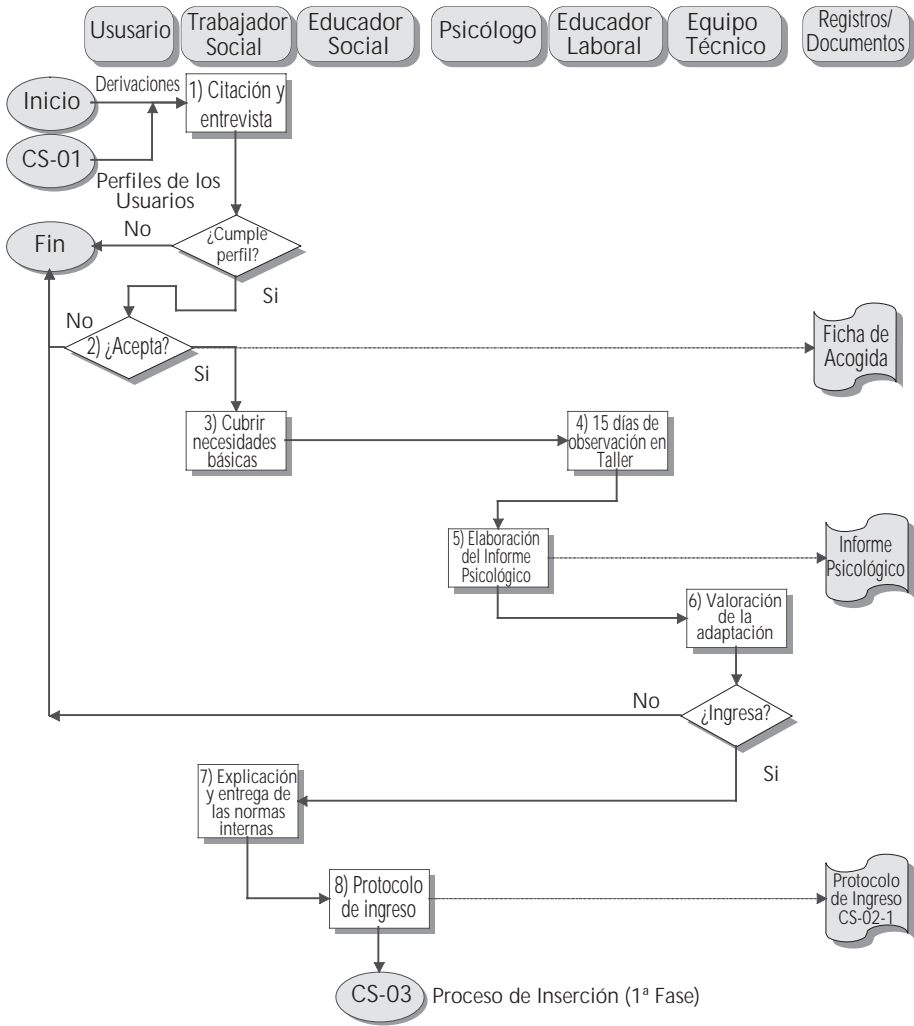 Ususario
Trabajador
Social
Educador
Social
Psicólogo
Educador
Laboral
Equipo
Técnico
Registros/
Documentos
Inicio
Derivaciones
1) Citación y
entrevista
CS-01
Perfiles de los
Usuarios
Fin
No
¿Cumple
perfil?
Si
No
2) ¿Acepta?
Si
Ficha de
Acogida
3) Cubrir
necesidades
básicas
4) 15 días de
observación en
Taller
5) Elaboración
del Informe
Psicológico
Informe
Psicológico
6) Valoración
de la
adaptación
No
¿Ingresa?
Si
7) Explicación
y entrega de
las normas
internas
8) Protocolo
de ingreso
Protocolo
de Ingreso
CS-02-1
CS-03
Proceso de Inserción (1ª Fase)